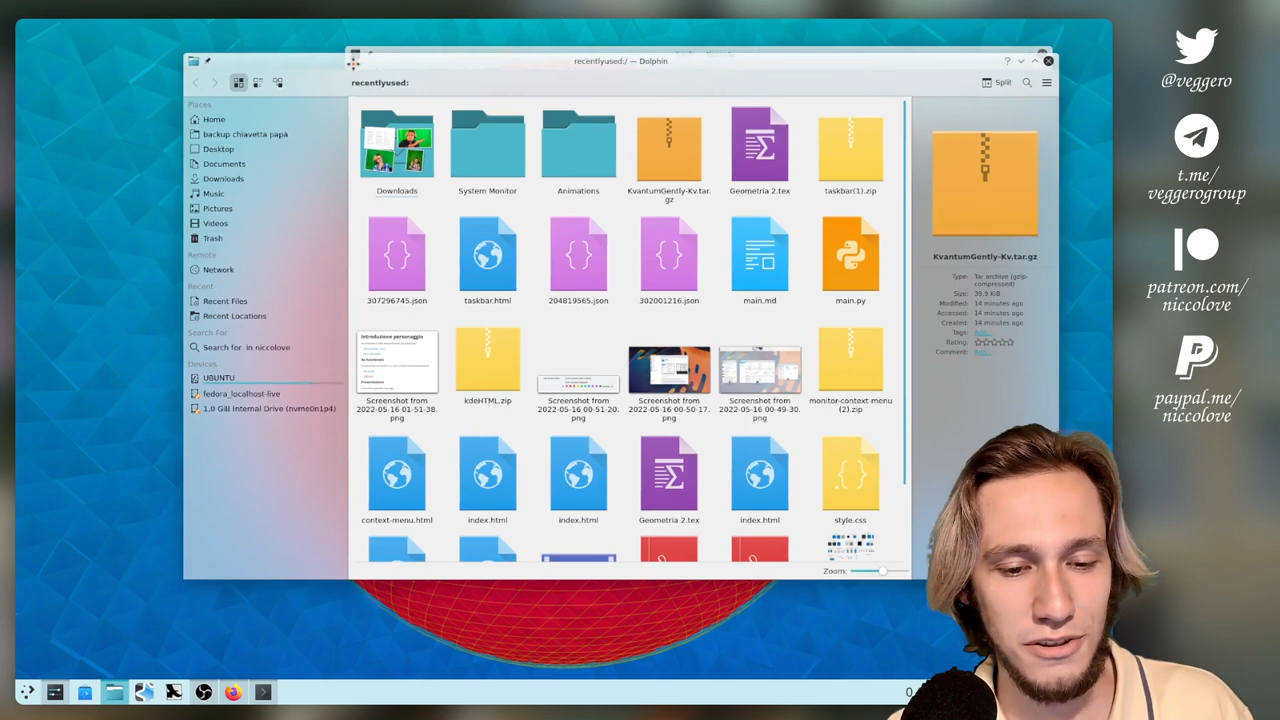 recentlyused:/ — Dolphin
recentlyused:
Split
Places
Home
backup chiavetta papà
Desktop
Documents
Downloads
Music
Pictures
Videos
Trash
Remote
Network
Recent
Recent Files
Recent Locations
Search For
Search for in niccolove
Devices
UBUNTU
fedora_localhost-live
1.0 GiB Internal Drive (nvme0n1p4)
Downloads
System Monitor
Animations
KvantumGently-Kv.tar.
gz
Geometria 2.tex
taskbar(1).zip
307296745.json
taskbar.html
204819565.json
302001216.json
main.md
main.py
Introduzione personaggio
Screenshot from
2022-05-16 01-51-38.
png
kdeHTML.zip
Screenshot from
2022-05-16 00-51-20.
png
Screenshot from
2022-05-16 00-50-17.
png
Screenshot from
2022-05-16 00-49-30.
png
monitor-context-menu
(2).zip
context-menu.html
index.html
index.html
Geometria 2.tex
index.html
style.css
Zoom:
KvantumGently-Kv.tar.gz
Type: Tar archive (gzip-
compressed)
Size: 39,9 KiB
Modified: 14 minutes ago
Accessed: 14 minutes ago
Created: 14 minutes ago
Tags: Add...
Rating:
Comment: Add...
@veggero
t.me/
veggerogroup
patreon.com/
niccolove
paypal.me/
niccolove